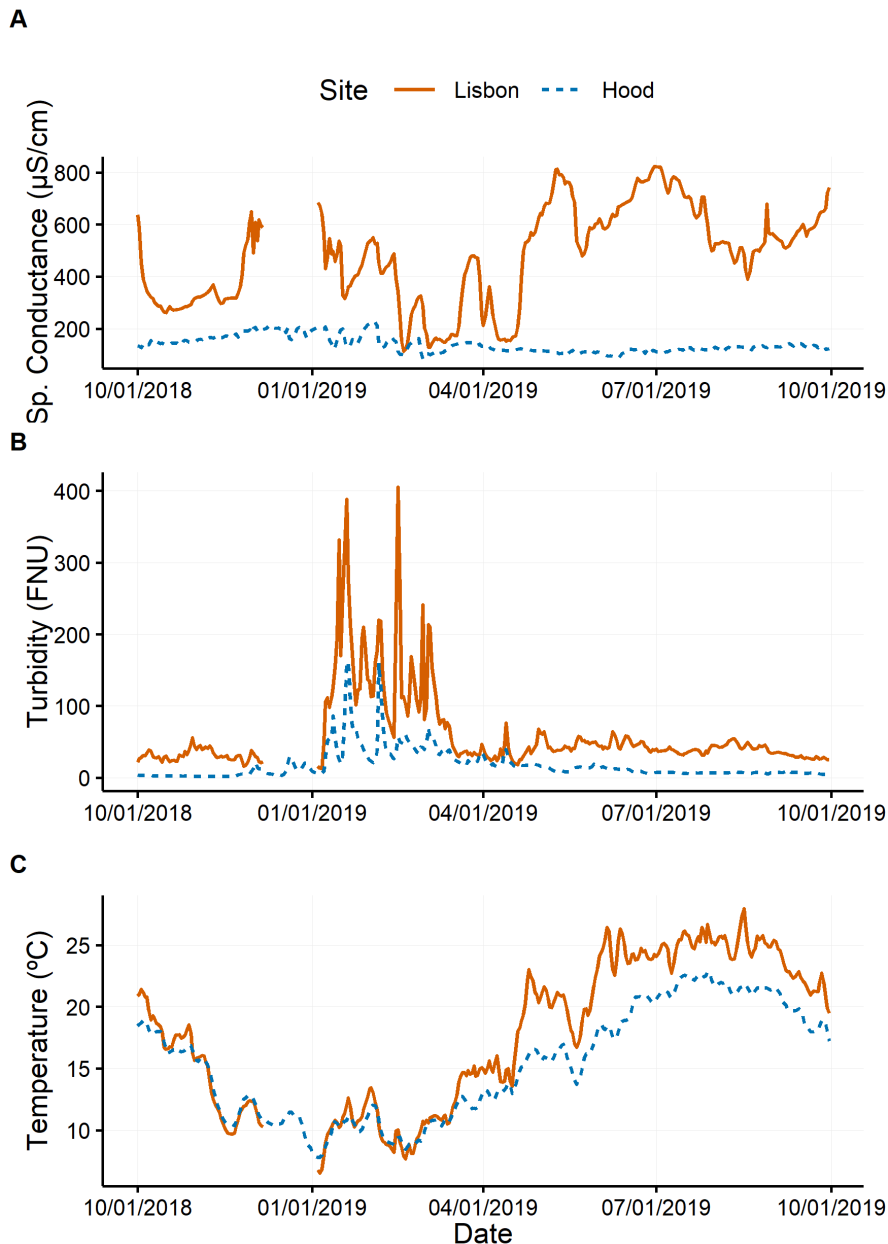 A
Site Lisbon Hood
Sp. Conductance (µS/cm)
800
600
400
200
10/01/2018 01/01/2019 04/01/2019 07/01/2019 10/01/2019
B
Turbidity (FNU)
400
300
200
100
0
10/01/2018 01/01/2019 04/01/2019 07/01/2019 10/01/2019
C
Temperature (ºC)
25
20
15
10
10/01/2018 01/01/2019 04/01/2019 07/01/2019 10/01/2019
Date